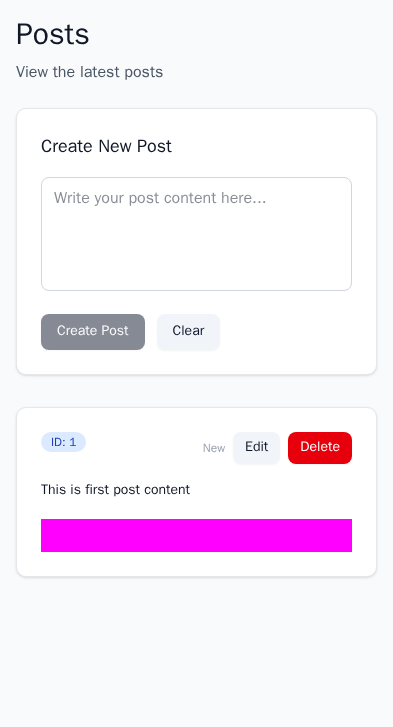 Posts
View the latest posts
Create New Post
Write your post content here...
Create Post
Clear
ID: 1
New
Edit
Delete
This is first post content